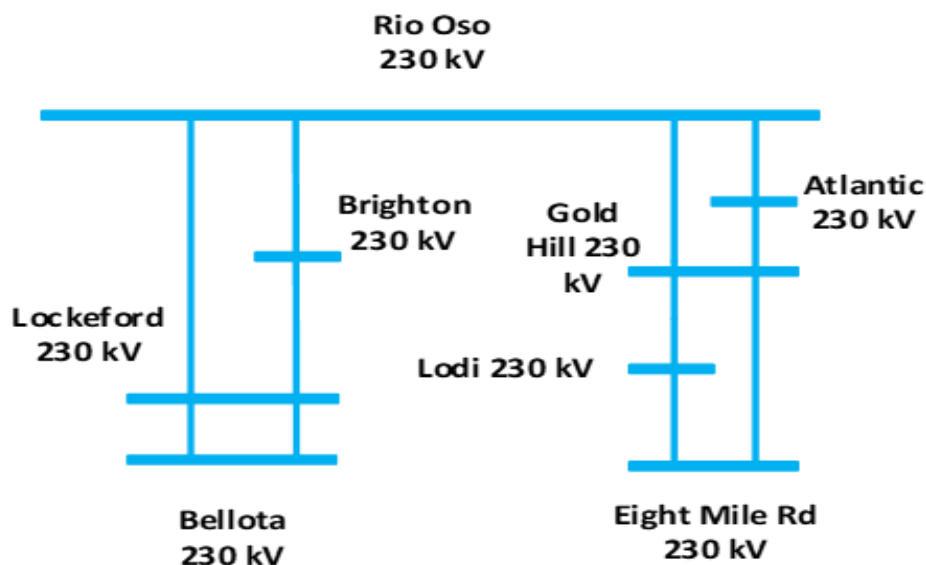 Rio Oso
230 kV
Atlantic
230 kV
Brighton
230 kV
Gold
Hill 230
kV
Lockeford
230 kV
Lodi 230 kV
Bellota
230 kV
Eight Mile Rd
230 kV